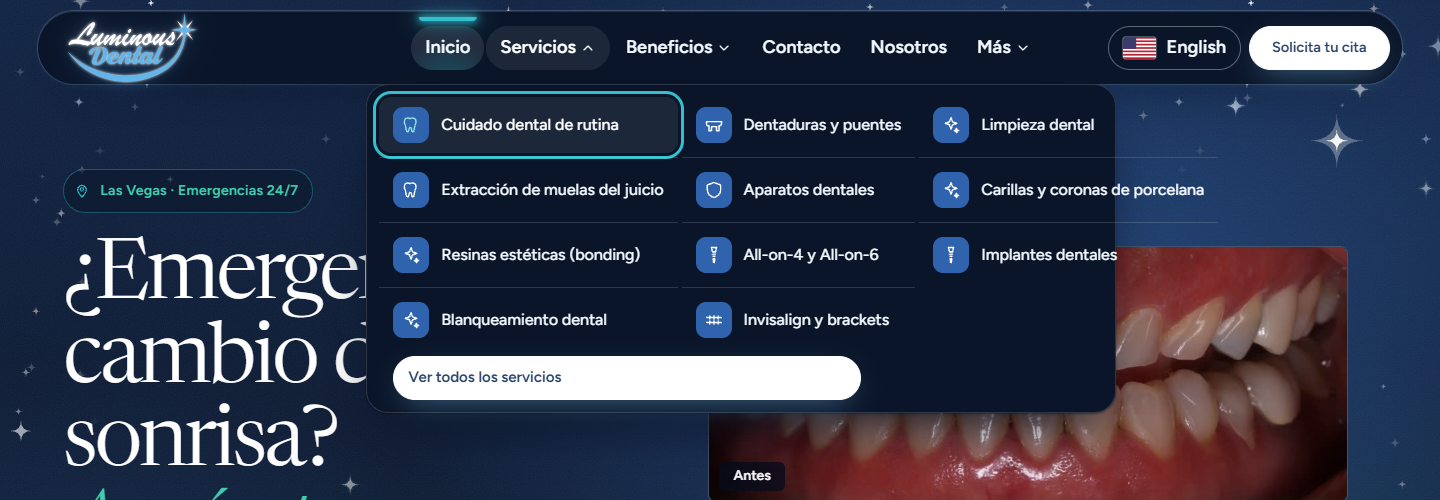 Luminous
Dental
Inicio
Servicios
Beneficios
Contacto
Nosotros
Más
English
Solicita tu cita
Cuidado dental de rutina
Dentaduras y puentes
Limpieza dental
Extracción de muelas del juicio
Aparatos dentales
Carillas y coronas de porcelana
Resinas estéticas (bonding)
All-on-4 y All-on-6
Implantes dentales
Blanqueamiento dental
Invisalign y brackets
Ver todos los servicios
Las Vegas · Emergencias 24/7
¿Emerger
cambio
sonrisa?
Antes